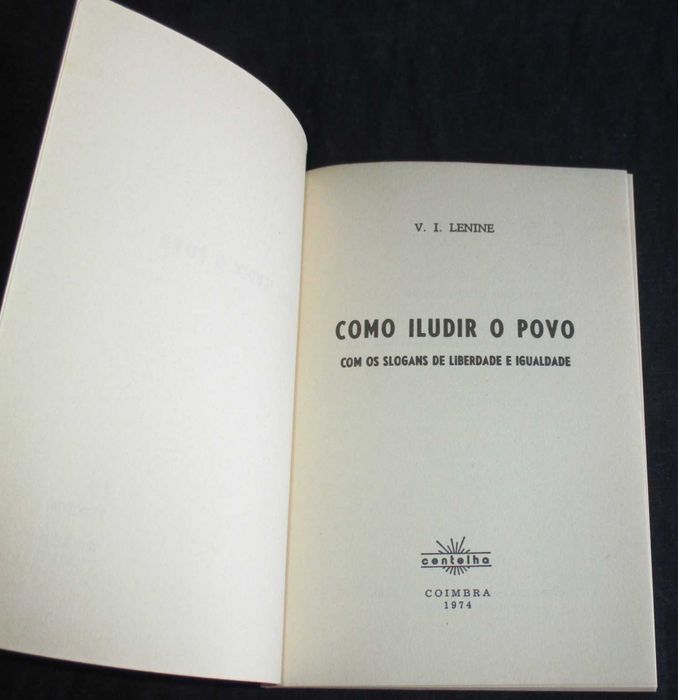 V. I. LENINE
COMO ILUDIR O POVO
COM OS SLOGANS DE LIBERDADE E IGUALDADE
centelha
COIMBRA
1974